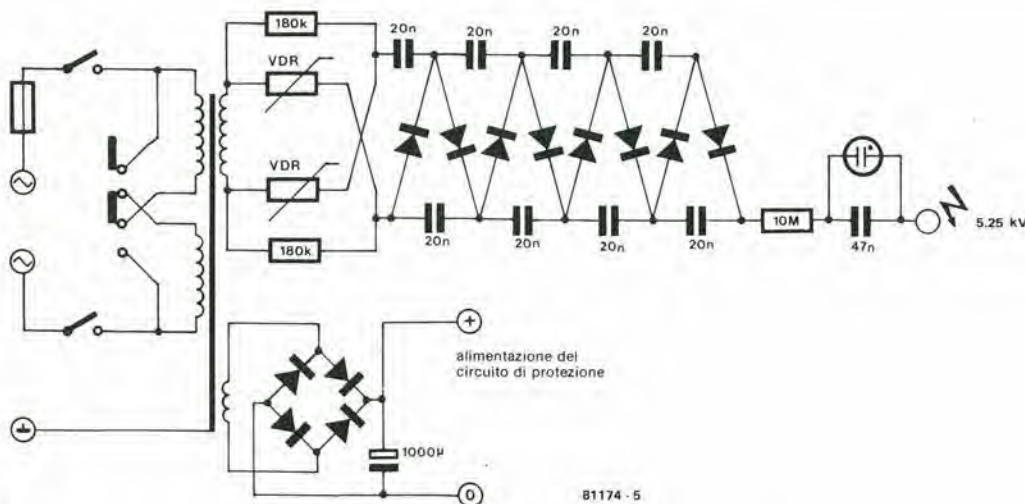 180k
20n
20n
20n
20n
VDR
VDR
180k
20n
20n
20n
20n
10M
47n
5.25 kV
+
alimentazione del
circuito di protezione
1000µ
0
81174 - 5